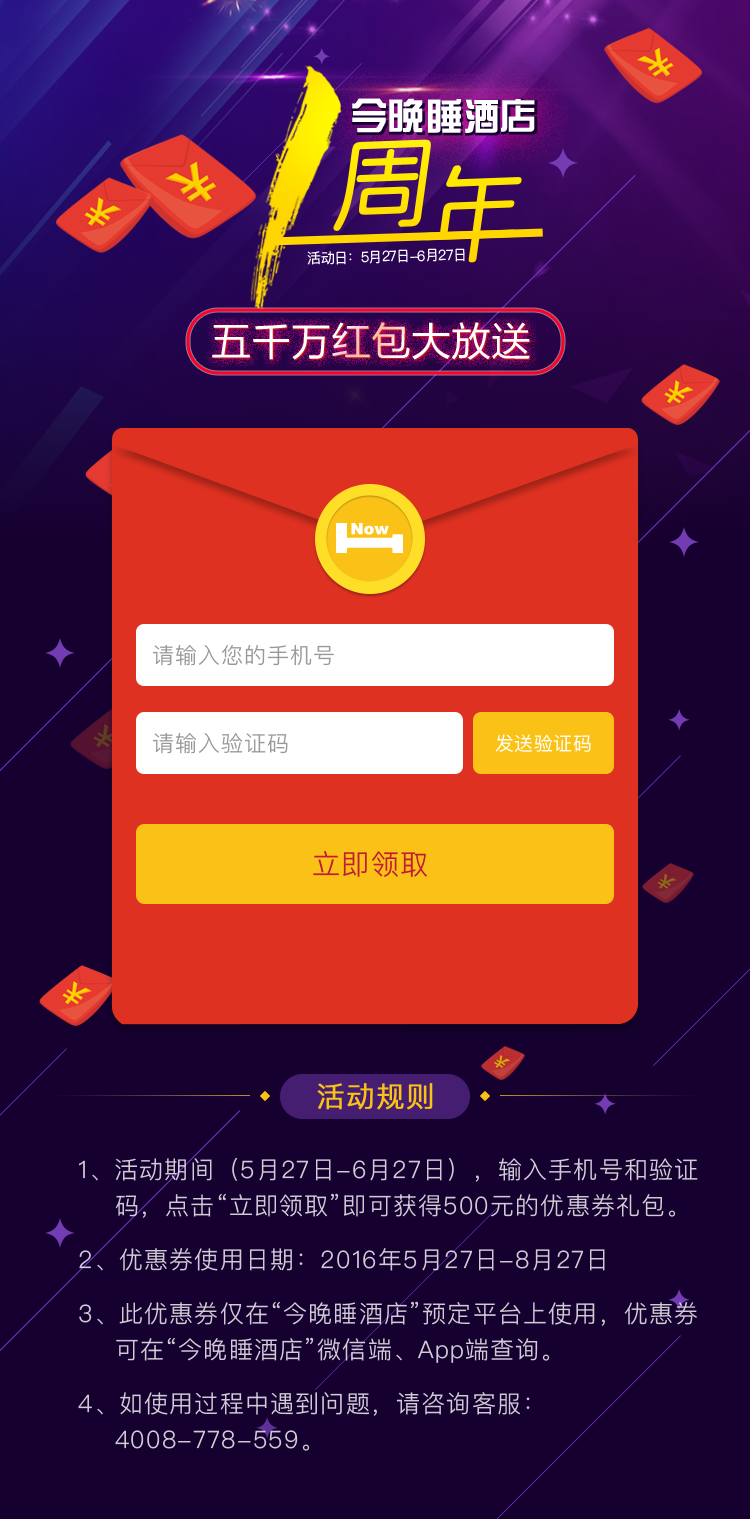 今晚睡酒店
1周年
活动日：5月27日-6月27日
五千万红包大放送
Now
请输入您的手机号
请输入验证码
发送验证码
立即领取
活动规则
1、活动期间（5月27日-6月27日），输入手机号和验证
码，点击“立即领取”即可获得500元的优惠券礼包。
2、优惠券使用日期：2016年5月27日-8月27日
3、此优惠券仅在“今晚睡酒店”预定平台上使用，优惠券
可在“今晚睡酒店”微信端、App端查询。
4、如使用过程中遇到问题，请咨询客服：
4008-778-559。